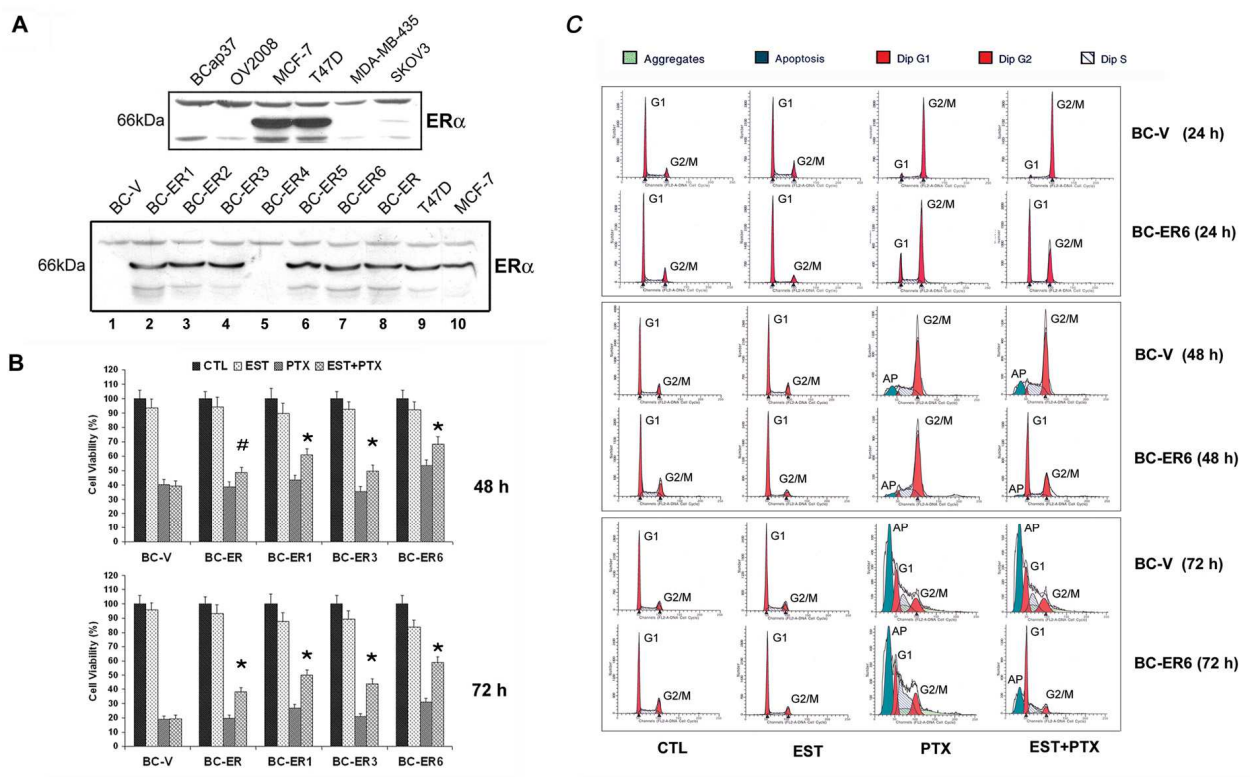 A
BCap37
OV2008
MCF-7
T47D
MDA-MB-435
SKOV3
66kDa
ERα
BC-V
BC-ER1
BC-ER2
BC-ER3
BC-ER4
BC-ER5
BC-ER6
BC-ER
T47D
MCF-7
66kDa
ERα
1 2 3 4 5 6 7 8 9 10
B
CTL EST PTX EST+PTX
Cell Viability (%)
120
110
100
90
80
70
60
50
40
30
20
10
0
# * * *
48 h
BC-V BC-ER BC-ER1 BC-ER3 BC-ER6
Cell Viability (%)
120
110
100
90
80
70
60
50
40
30
20
10
0
* * * *
72 h
BC-V BC-ER BC-ER1 BC-ER3 BC-ER6
C
Aggregates Apoptosis Dip G1 Dip G2 Dip S
G1 G2/M G1 G2/M G1 G2/M G1 G2/M
BC-V (24 h)
G1 G2/M G1 G2/M G1 G2/M G1 G2/M
BC-ER6 (24 h)
G1 G2/M G1 G2/M AP G2/M AP G2/M
BC-V (48 h)
G1 G2/M G1 G2/M AP G2/M AP G1 G2/M
BC-ER6 (48 h)
G1 G2/M G1 G2/M AP G1 G2/M AP G1 G2/M
BC-V (72 h)
G1 G2/M G1 G2/M AP G1 G2/M AP G1 G2/M
BC-ER6 (72 h)
CTL EST PTX EST+PTX